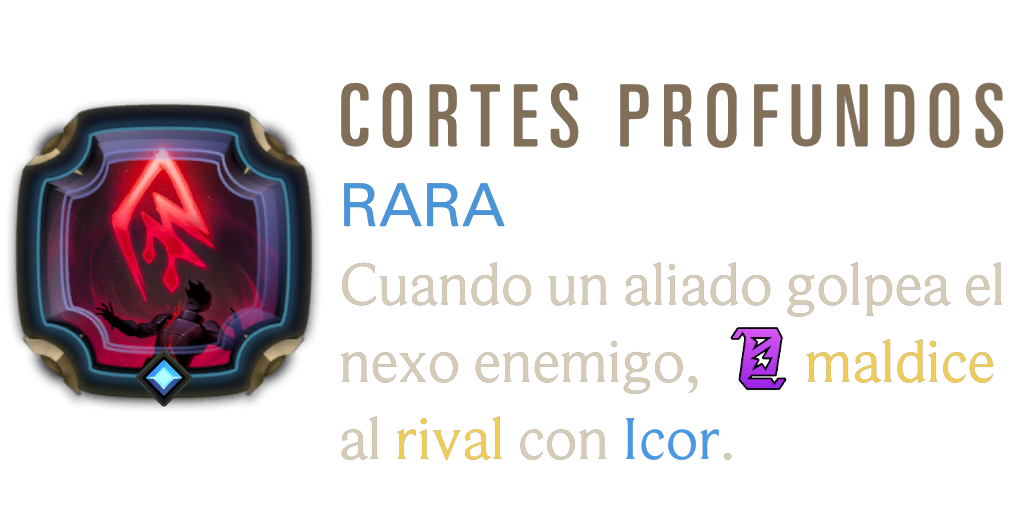 CORTES PROFUNDOS
RARA
Cuando un aliado golpea el
nexo enemigo, maldice
al rival con Icor.